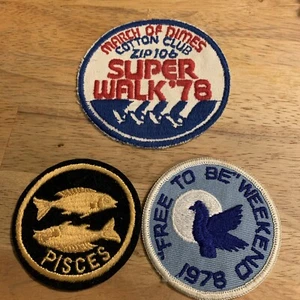 MARCH OF DIMES
COTTON CLUB
ZIP 106
SUPER
WALK '78
PISCES
"FREE TO BE" WEEKEND
1978